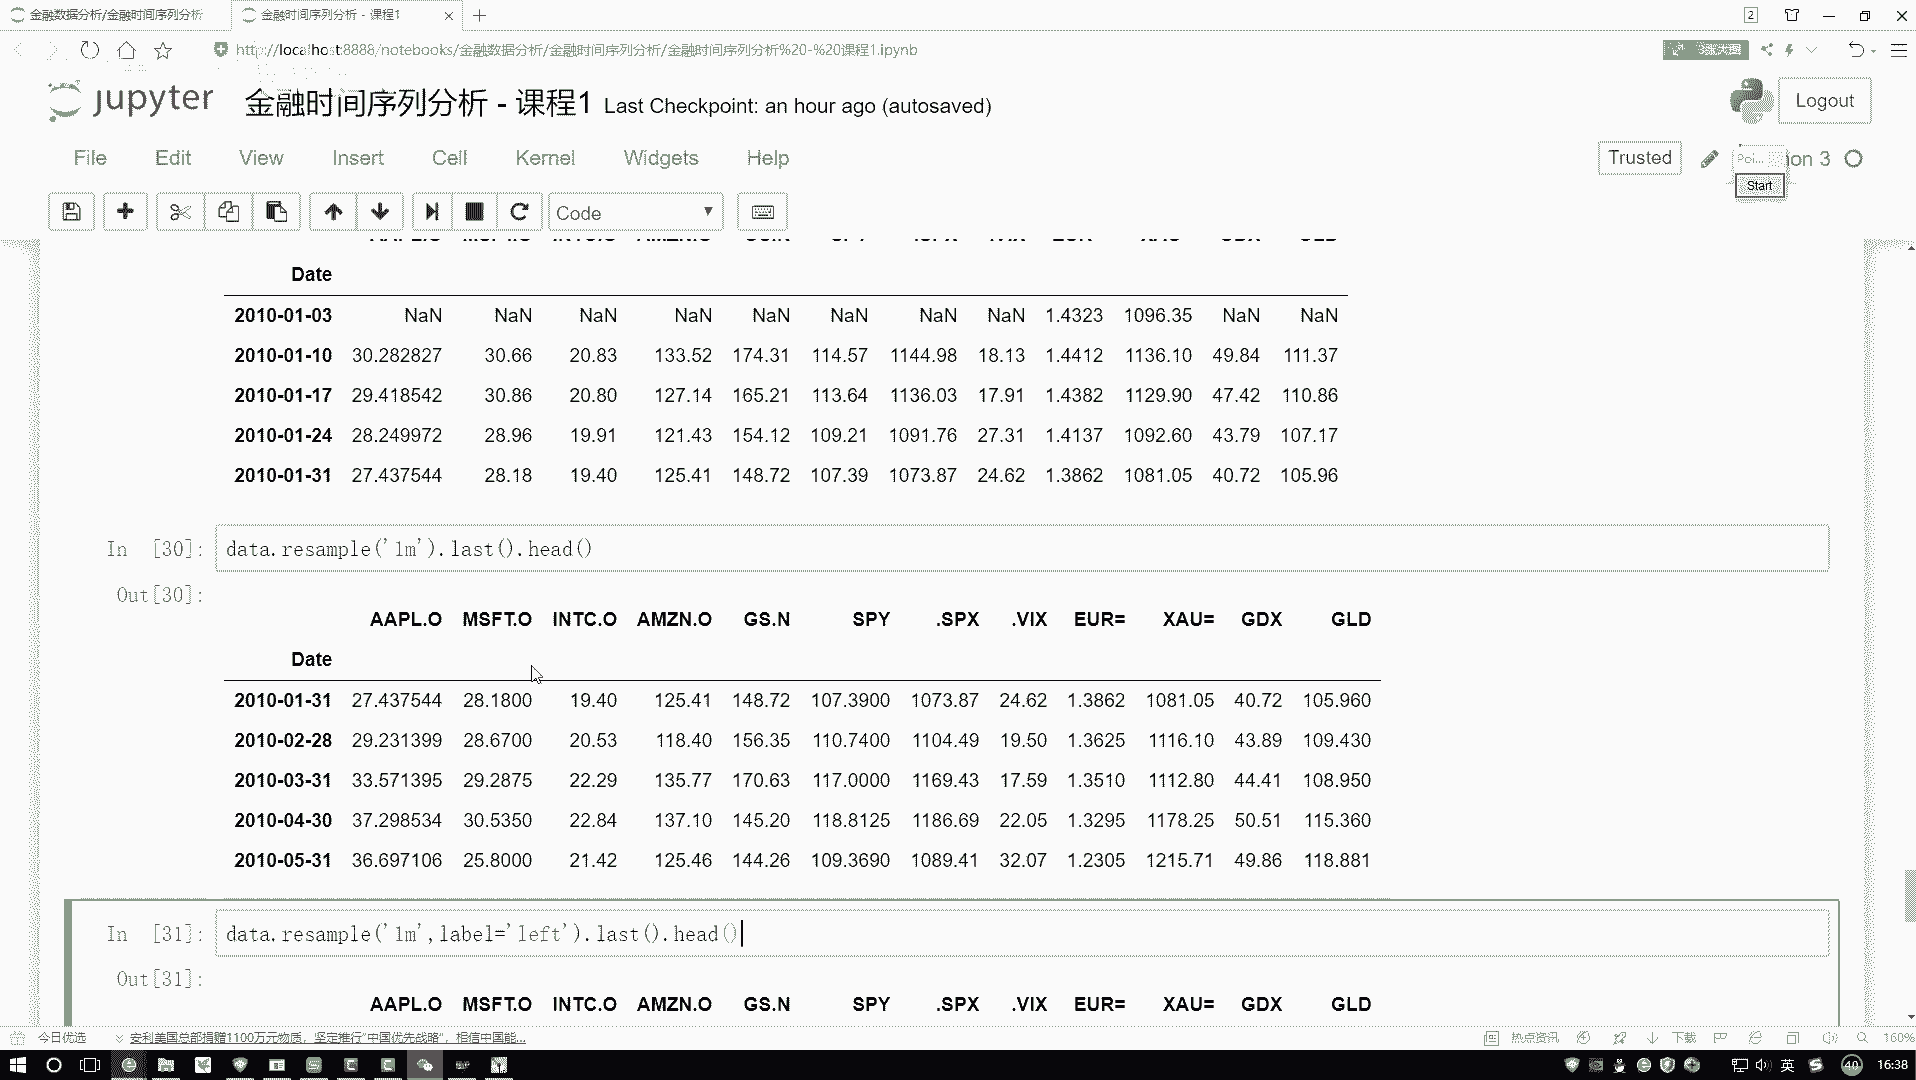 金融数据分析/金融时间序列分析
金融时间序列分析 - 课程1
2
http://localhost:8888/notebooks/金融数据分析/金融时间序列分析/金融时间序列分析%20-%20课程1.ipynb
jupyter 金融时间序列分析 - 课程1 Last Checkpoint: an hour ago (autosaved)
Logout
File Edit View Insert Cell Kernel Widgets Help
Trusted
Poi... on 3
Start
Code
Date
2010-01-03 NaN NaN NaN NaN NaN NaN NaN NaN 1.4323 1096.35 NaN NaN
2010-01-10 30.282827 30.66 20.83 133.52 174.31 114.57 1144.98 18.13 1.4412 1136.10 49.84 111.37
2010-01-17 29.418542 30.86 20.80 127.14 165.21 113.64 1136.03 17.91 1.4382 1129.90 47.42 110.86
2010-01-24 28.249972 28.96 19.91 121.43 154.12 109.21 1091.76 27.31 1.4137 1092.60 43.79 107.17
2010-01-31 27.437544 28.18 19.40 125.41 148.72 107.39 1073.87 24.62 1.3862 1081.05 40.72 105.96
In [30]: data.resample('1m').last().head()
Out[30]:
AAPL.O MSFT.O INTC.O AMZN.O GS.N SPY .SPX .VIX EUR= XAU= GDX GLD
Date
2010-01-31 27.437544 28.1800 19.40 125.41 148.72 107.3900 1073.87 24.62 1.3862 1081.05 40.72 105.960
2010-02-28 29.231399 28.6700 20.53 118.40 156.35 110.7400 1104.49 19.50 1.3625 1116.10 43.89 109.430
2010-03-31 33.571395 29.2875 22.29 135.77 170.63 117.0000 1169.43 17.59 1.3510 1112.80 44.41 108.950
2010-04-30 37.298534 30.5350 22.84 137.10 145.20 118.8125 1186.69 22.05 1.3295 1178.25 50.51 115.360
2010-05-31 36.697106 25.8000 21.42 125.46 144.26 109.3690 1089.41 32.07 1.2305 1215.71 49.86 118.881
In [31]: data.resample('1m',label='left').last().head()
Out[31]:
AAPL.O MSFT.O INTC.O AMZN.O GS.N SPY .SPX .VIX EUR= XAU= GDX GLD
今日优选 安利美国总部捐赠1100万元物质，坚定推行“中国优先战略”，相信中国能... 热点资讯 下载 160%
英 40 16:38